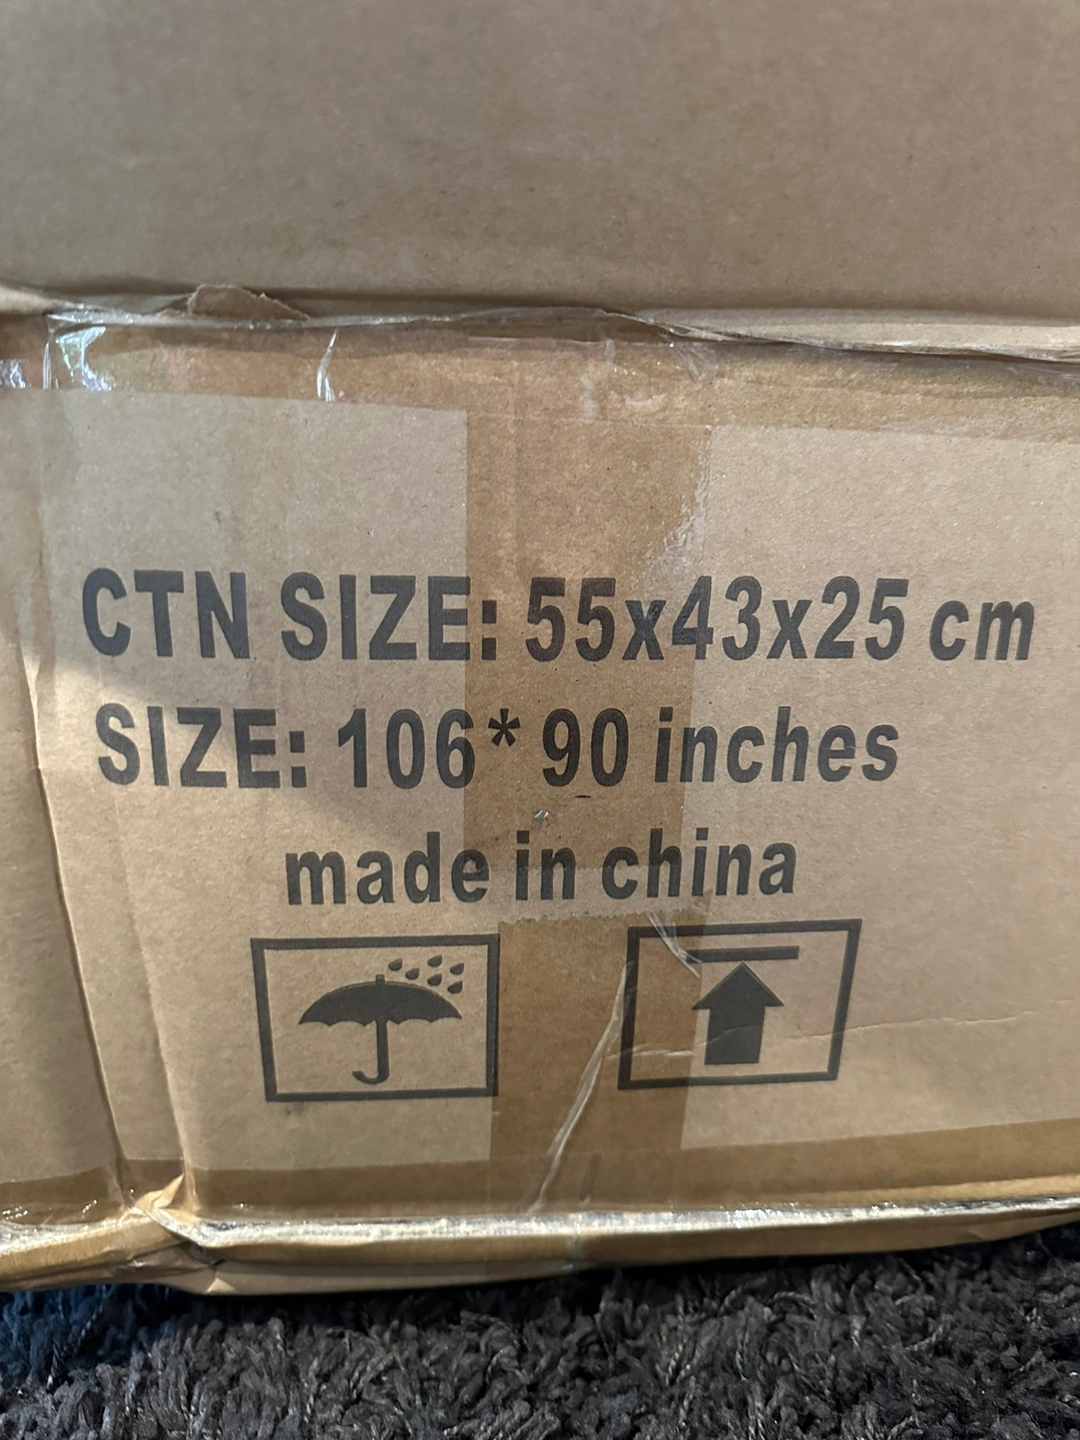 CTN SIZE: 55x43x25 cm
SIZE: 106* 90 inches
made in china